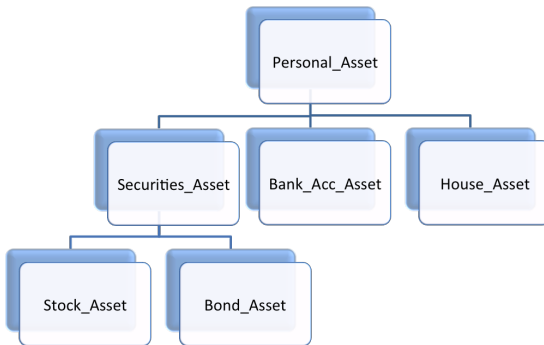 Personal_Asset
Securities_Asset
Bank_Acc_Asset
House_Asset
Stock_Asset
Bond_Asset